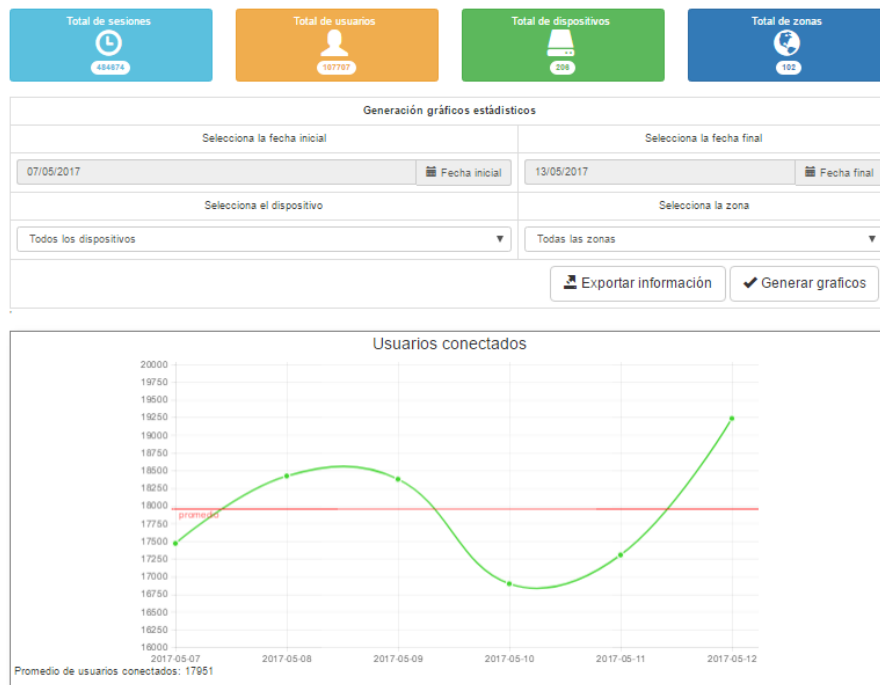 Total de sesiones
484674
Total de usuarios
107707
Total de dispositivos
206
Total de zonas
102
Generación gráficos estádisticos
Selecciona la fecha inicial
Selecciona la fecha final
07/05/2017 Fecha inicial
13/05/2017 Fecha final
Selecciona el dispositivo
Selecciona la zona
Todos los dispositivos
Todas las zonas
Exportar información
Generar graficos
Usuarios conectados
20000
19750
19500
19250
19000
18750
18500
18250
18000
promedio
17750
17500
17250
17000
16750
16500
16250
16000
2017-05-07 2017-05-08 2017-05-09 2017-05-10 2017-05-11 2017-05-12
Promedio de usuarios conectados: 17951